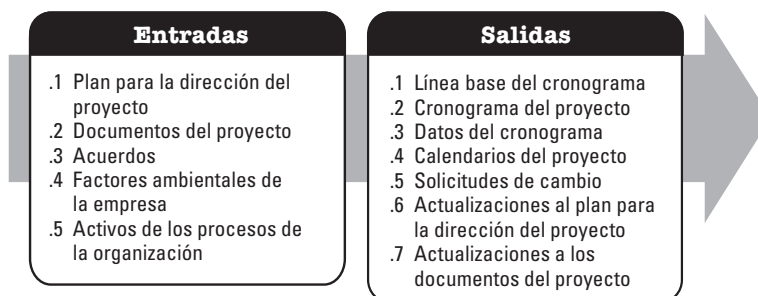 Entradas
.1 Plan para la dirección del
proyecto
.2 Documentos del proyecto
.3 Acuerdos
.4 Factores ambientales de
la empresa
.5 Activos de los procesos de
la organización
Salidas
.1 Línea base del cronograma
.2 Cronograma del proyecto
.3 Datos del cronograma
.4 Calendarios del proyecto
.5 Solicitudes de cambio
.6 Actualizaciones al plan para
la dirección del proyecto
.7 Actualizaciones a los
documentos del proyecto